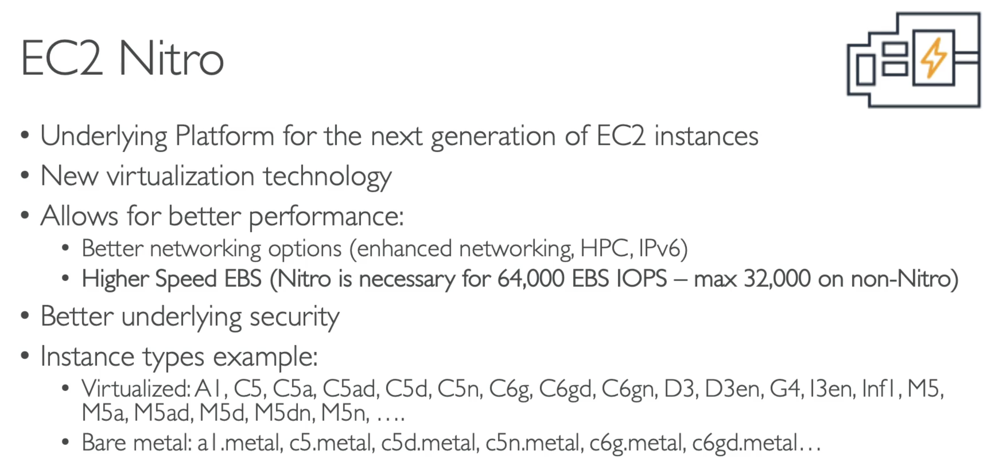 EC2 Nitro
• Underlying Platform for the next generation of EC2 instances
• New virtualization technology
• Allows for better performance:
• Better networking options (enhanced networking, HPC, IPv6)
• Higher Speed EBS (Nitro is necessary for 64,000 EBS IOPS – max 32,000 on non-Nitro)
• Better underlying security
• Instance types example:
• Virtualized: A1, C5, C5a, C5ad, C5d, C5n, C6g, C6gd, C6gn, D3, D3en, G4, I3en, Inf1, M5,
M5a, M5ad, M5d, M5dn, M5n, ….
• Bare metal: a1.metal, c5.metal, c5d.metal, c5n.metal, c6g.metal, c6gd.metal…